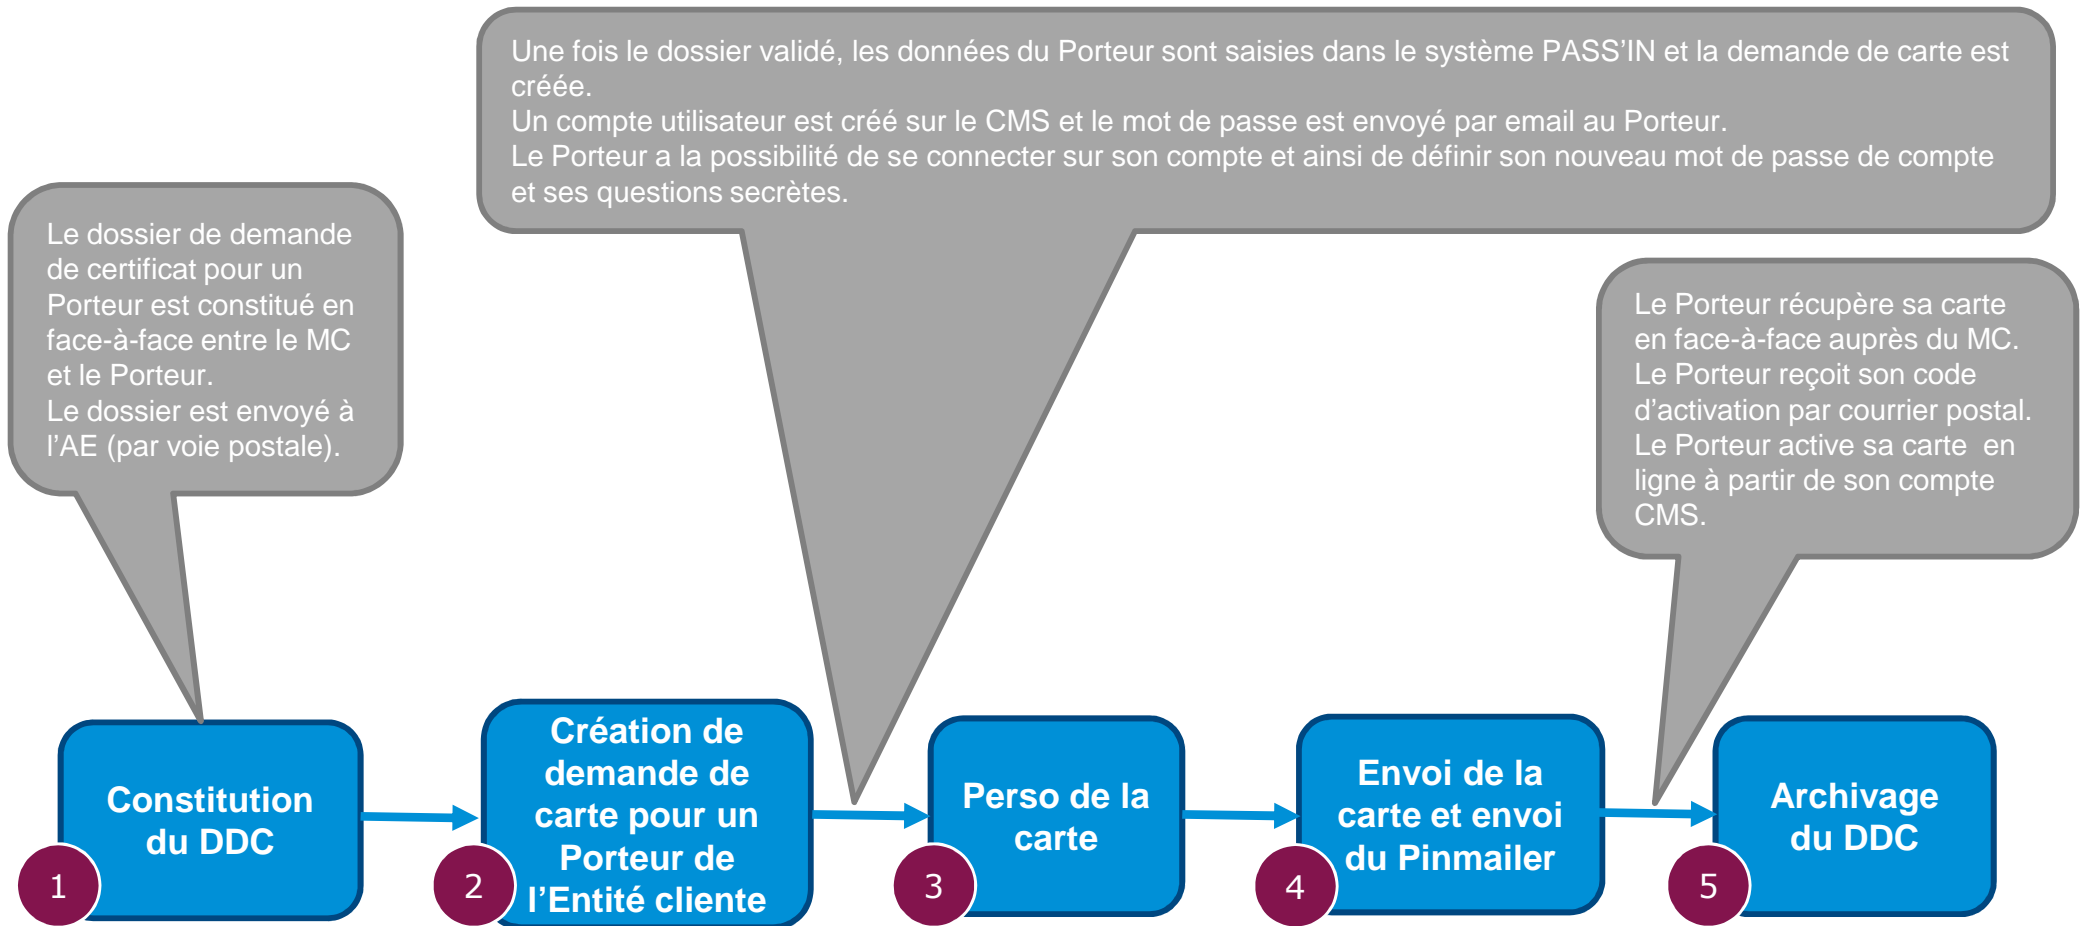 Une fois le dossier validé, les données du Porteur sont saisies dans le système PASS’IN et la demande de carte est
créée.
Un compte utilisateur est créé sur le CMS et le mot de passe est envoyé par email au Porteur.
Le Porteur a la possibilité de se connecter sur son compte et ainsi de définir son nouveau mot de passe de compte
et ses questions secrètes.
Le dossier de demande
de certificat pour un
Porteur est constitué en
face-à-face entre le MC
et le Porteur.
Le dossier est envoyé à
l’AE (par voie postale).
Le Porteur récupère sa carte
en face-à-face auprès du MC.
Le Porteur reçoit son code
d’activation par courrier postal.
Le Porteur active sa carte  en
ligne à partir de son compte
CMS.
Constitution
du DDC
1
Création de
demande de
carte pour un
Porteur de
l’Entité cliente
2
Perso de la
carte
3
Envoi de la
carte et envoi
du Pinmailer
4
Archivage
du DDC
5